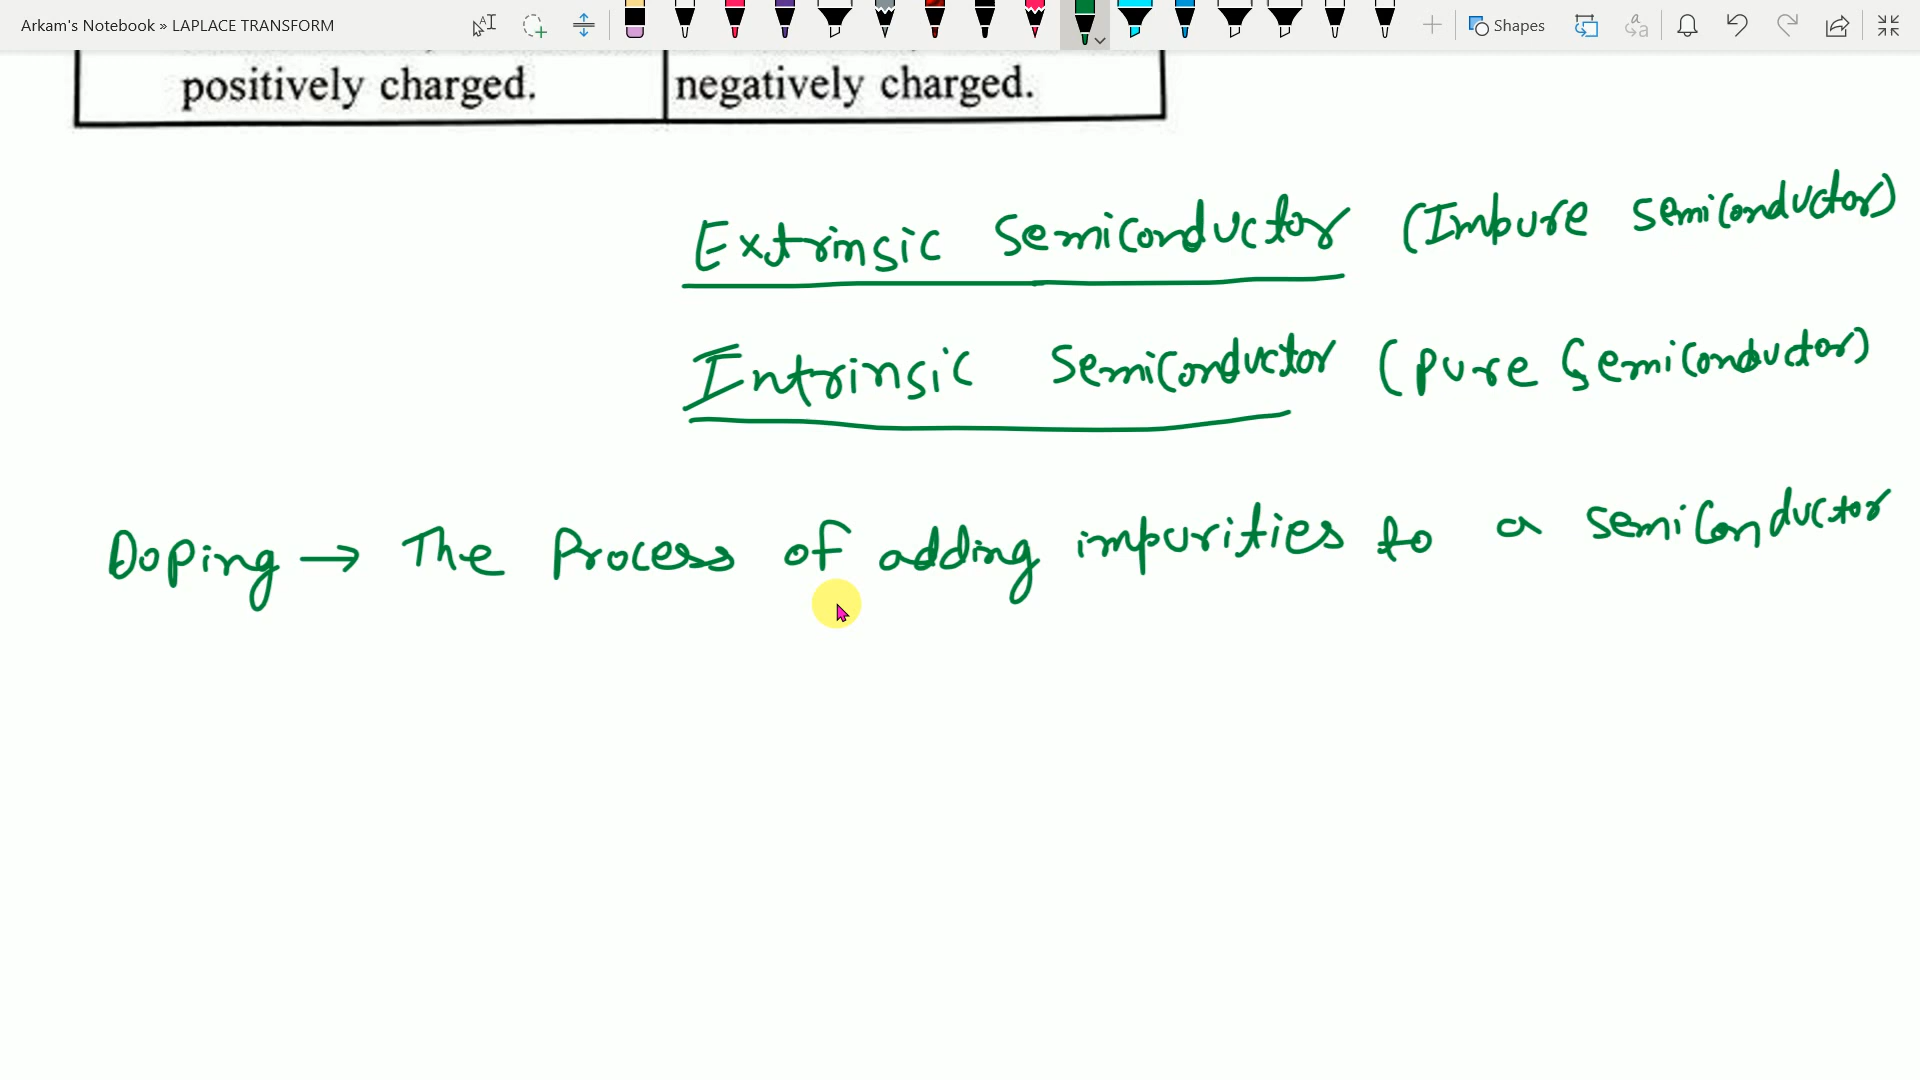 Arkam's Notebook » LAPLACE TRANSFORM
Shapes
positively charged.
negatively charged.
Extrinsic Semiconductor (Impure Semiconductor)
Intrinsic Semiconductor (Pure Semiconductor)
Doping → The Process of adding impurities to a semiconductor